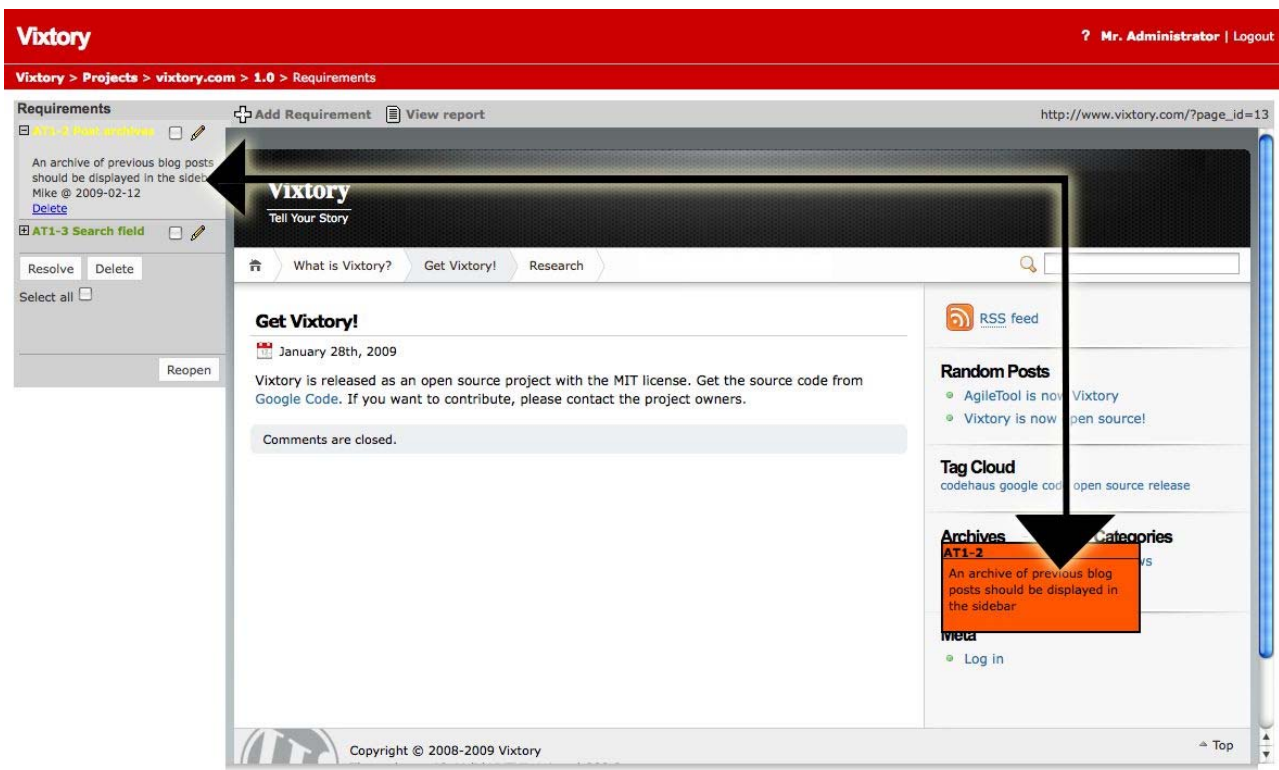 Vixtory
? Mr. Administrator | Logout
Vixtory > Projects > vixtory.com > 1.0 > Requirements
Requirements
AT1-2 Post archives
An archive of previous blog posts
should be displayed in the
Mike @ 2009-02-12
Delete
AT1-3 Search field
Resolve Delete
Select all
Reopen
Add Requirement View report
http://www.vixtory.com/?page_id=13
Vixtory
Tell Your Story
What is Vixtory? Get Vixtory! Research
Get Vixtory!
January 28th, 2009
Vixtory is released as an open source project with the MIT license. Get the source code from
Google Code. If you want to contribute, please contact the project owners.
Comments are closed.
RSS feed
Random Posts
AgileTool is now Vixtory
Vixtory is now open source!
Tag Cloud
codehaus google code open source release
Archives Categories
AT1-2
An archive of previous blog
posts should be displayed in
the sidebar
Meta
Log in
Copyright © 2008-2009 Vixtory
Top